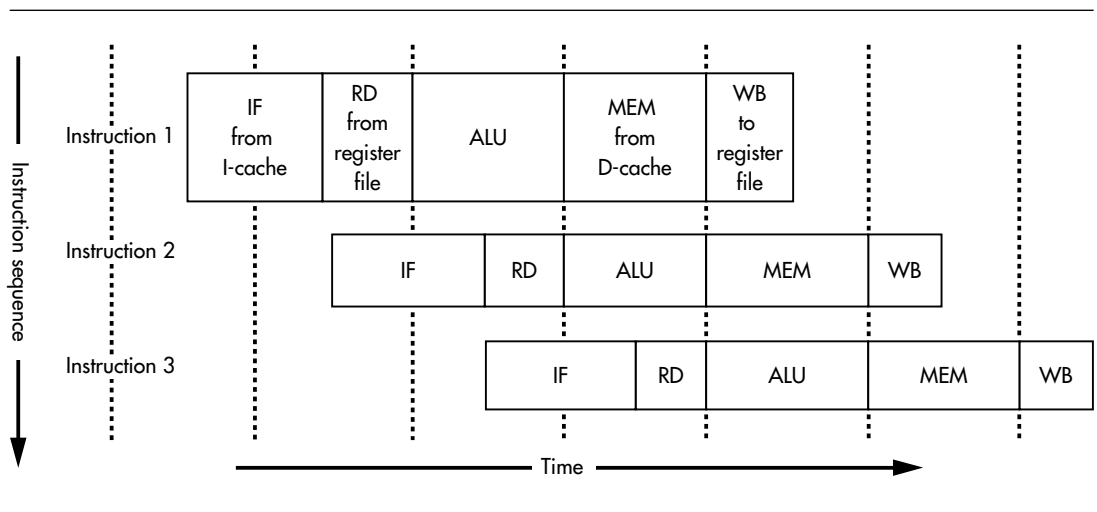 Instruction sequence
Instruction 1
IF
from
I-cache
RD
from
register
file
ALU
MEM
from
D-cache
WB
to
register
file
Instruction 2
IF
RD
ALU
MEM
WB
Instruction 3
IF
RD
ALU
MEM
WB
Time